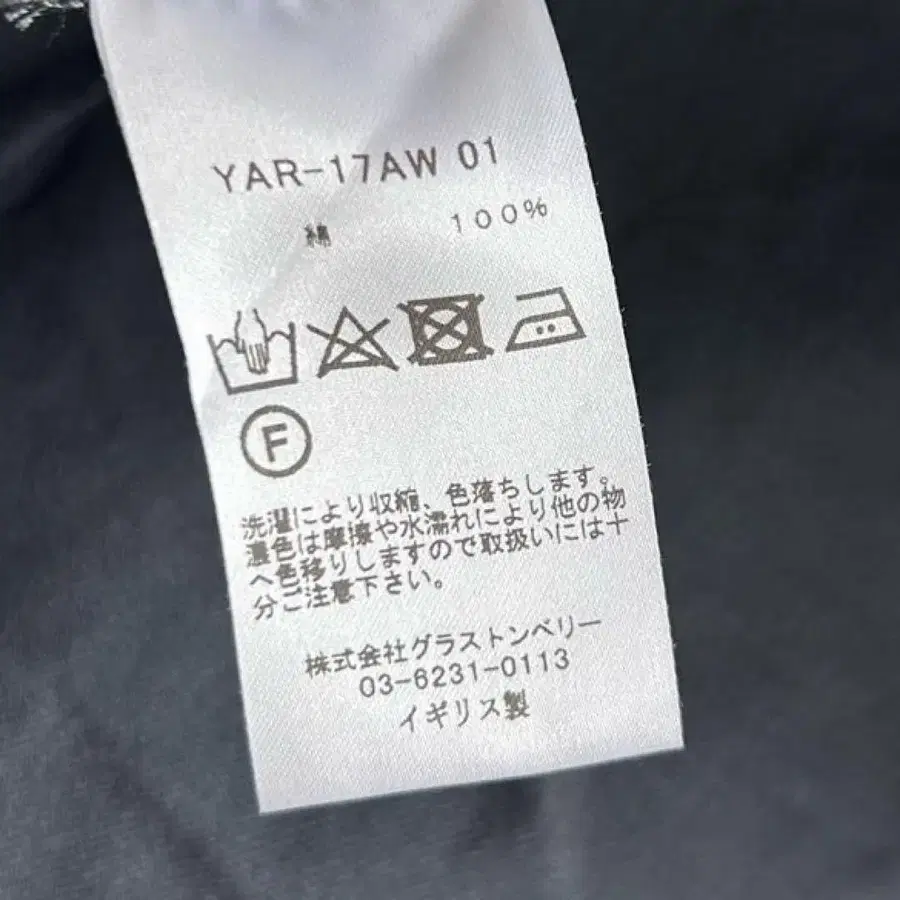 YAR-17AW 01
綿 100%
F
洗濯により収縮、色落ちします。
濃色は摩擦や水濡れにより他の物
へ色移りしますので取扱いには十
分ご注意下さい。
株式会社グラストンベリー
03-6231-0113
イギリス製